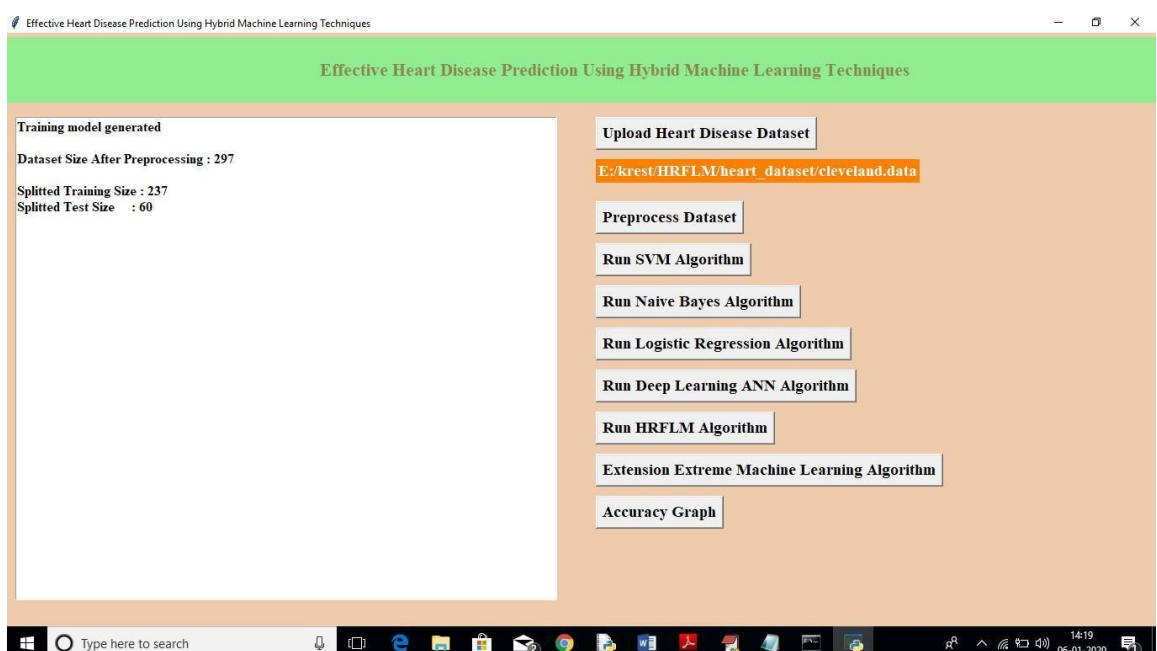 Effective Heart Disease Prediction Using Hybrid Machine Learning Techniques
Effective Heart Disease Prediction Using Hybrid Machine Learning Techniques
Training model generated
Dataset Size After Preprocessing : 297
Splitted Training Size : 237
Splitted Test Size : 60
Upload Heart Disease Dataset
E:/krest/HRFLM/heart_dataset/cleveland.data
Preprocess Dataset
Run SVM Algorithm
Run Naive Bayes Algorithm
Run Logistic Regression Algorithm
Run Deep Learning ANN Algorithm
Run HRFLM Algorithm
Extension Extreme Machine Learning Algorithm
Accuracy Graph
Type here to search
14:19
06-01-2020